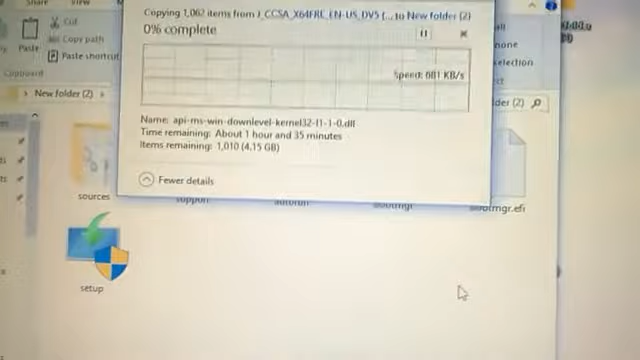 Share View
Cut
Copy path
Paste
Paste shortcut
Clipboard
New folder (2)
Copying 1,062 items from J_CCSA_X64FRE_EN-US_DV5 (... to New folder (2)
0% complete
Speed: 681 KB/s
Name: api-ms-win-downlevel-kernel32-l1-1-0.dll
Time remaining: About 1 hour and 35 minutes
Items remaining: 1,010 (4.15 GB)
Fewer details
all
none
selection
sources
support
autorun
bootmgr
bootmgr.efi
setup